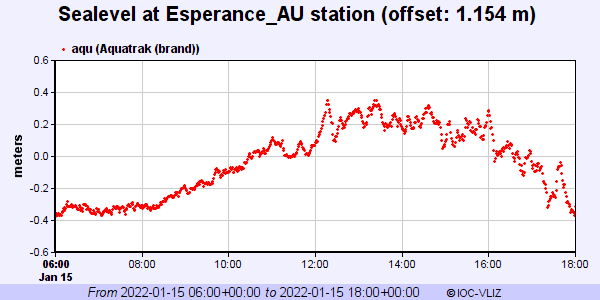 Sealevel at Esperance_AU station (offset: 1.154 m)
aqu (Aquatrak (brand))
meters
0.6
0.4
0.2
0.0
-0.2
-0.4
-0.6
06:00 08:00 10:00 12:00 14:00 16:00 18:00
Jan 15
From 2022-01-15 06:00+00:00 to 2022-01-15 18:00+00:00 © IOC-VLIZ